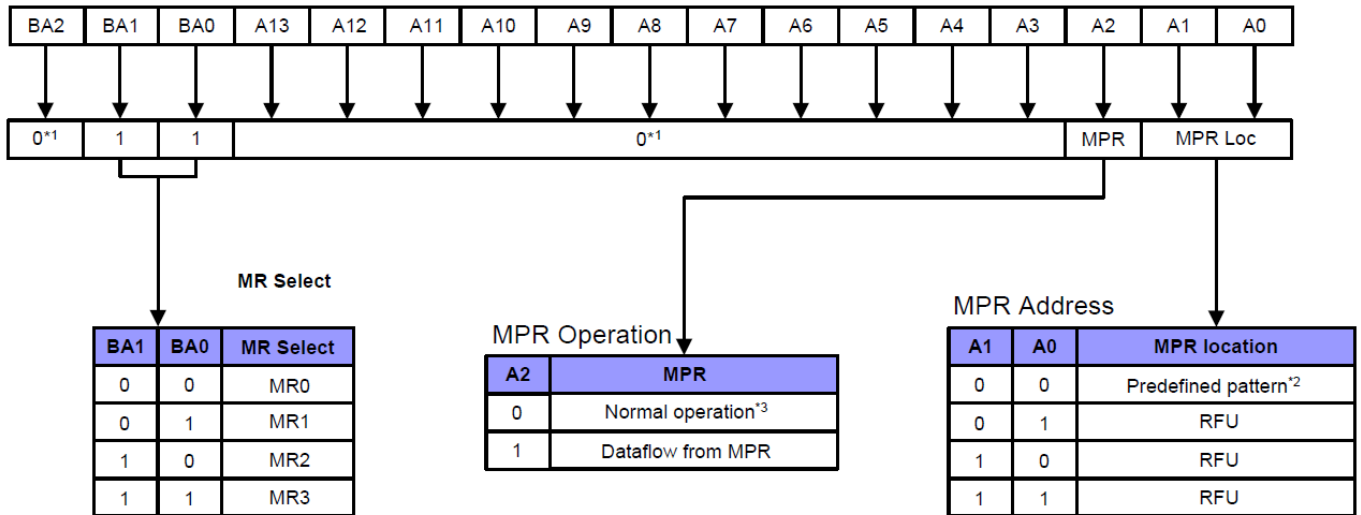 BA2 BA1 BA0 A13 A12 A11 A10 A9 A8 A7 A6 A5 A4 A3 A2 A1 A0
0*1 1 1 0*1 MPR MPR Loc
MR Select
BA1 BA0 MR Select
0 0 MR0
0 1 MR1
1 0 MR2
1 1 MR3
MPR Operation
A2 MPR
0 Normal operation*3
1 Dataflow from MPR
MPR Address
A1 A0 MPR location
0 0 Predefined pattern*2
0 1 RFU
1 0 RFU
1 1 RFU